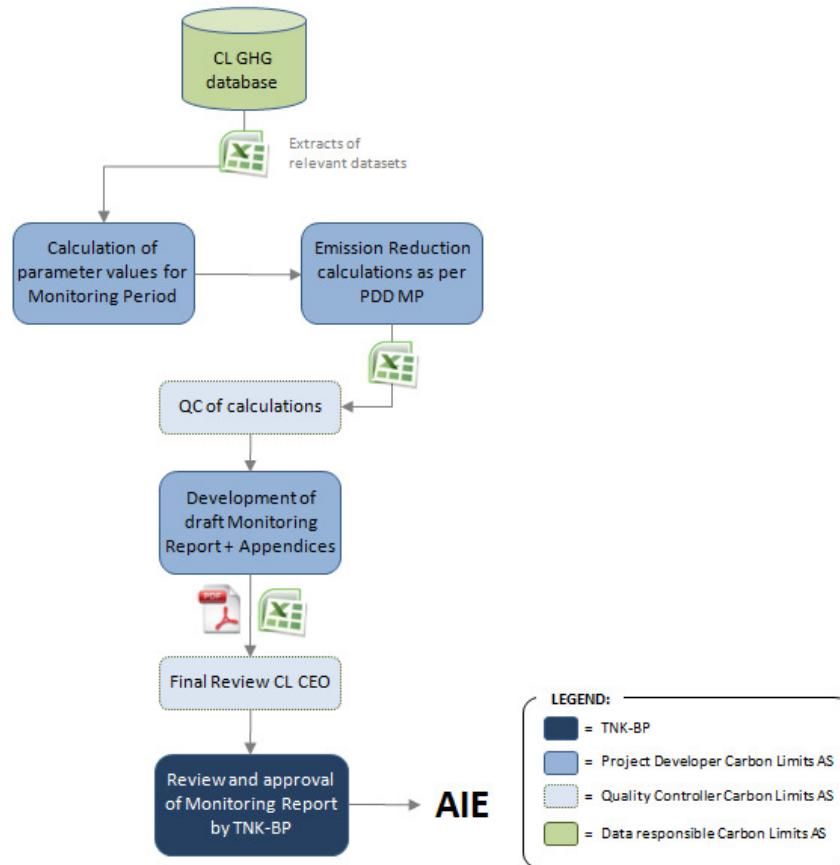 CL GHG
database
Extracts of
relevant datasets
Calculation of
parameter values for
Monitoring Period
Emission Reduction
calculations as per
PDD MP
QC of calculations
Development of
draft Monitoring
Report + Appendices
PDF
Final Review CL CEO
Review and approval
of Monitoring Report
by TNK-BP
AIE
LEGEND:
= TNK-BP
= Project Developer Carbon Limits AS
= Quality Controller Carbon Limits AS
= Data responsible Carbon Limits AS